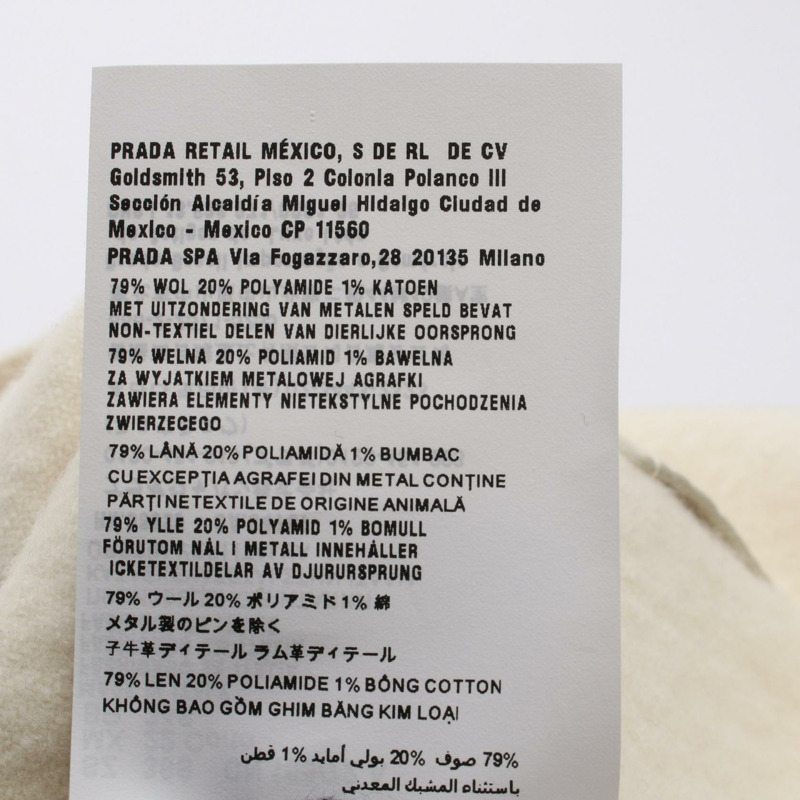 PRADA RETAIL MÉXICO, S DE RL DE CV
Goldsmith 53, Piso 2 Colonia Polanco III
Sección Alcaldía Miguel Hidalgo Ciudad de
Mexico - Mexico CP 11560
PRADA SPA Via Fogazzaro,28 20135 Milano
79% WOL 20% POLYAMIDE 1% KATOEN
MET UITZONDERING VAN METALEN SPELD BEVAT
NON-TEXTIEL DELEN VAN DIERLIJKE OORSPRONG
79% WELNA 20% POLIAMID 1% BAWELNA
ZA WYJATKIEM METALOWEJ AGRAFKI
ZAWIERA ELEMENTY NIETEKSTYLNE POCHODZENIA
ZWIERZECEGO
79% LÂNĂ 20% POLIAMIDĂ 1% BUMBAC
CU EXCEPȚIA AGRAFEI DIN METAL CONȚINE
PĂRȚI NETEXTILE DE ORIGINE ANIMALĂ
79% YLLE 20% POLYAMID 1% BOMULL
FÖRUTOM NÅL I METALL INNEHÅLLER
ICKETEXTILDELAR AV DJURURSPRUNG
79% ウール 20% ポリアミド 1% 綿
メタル製のピンを除く
子牛革ディテール ラム革ディテール
79% LEN 20% POLIAMIDE 1% BÔNG COTTON
KHÔNG BAO GỒM GHIM BĂNG KIM LOẠI
79% صوف 20% بولي أمايد 1% قطن
باستثناء المشبك المعدني